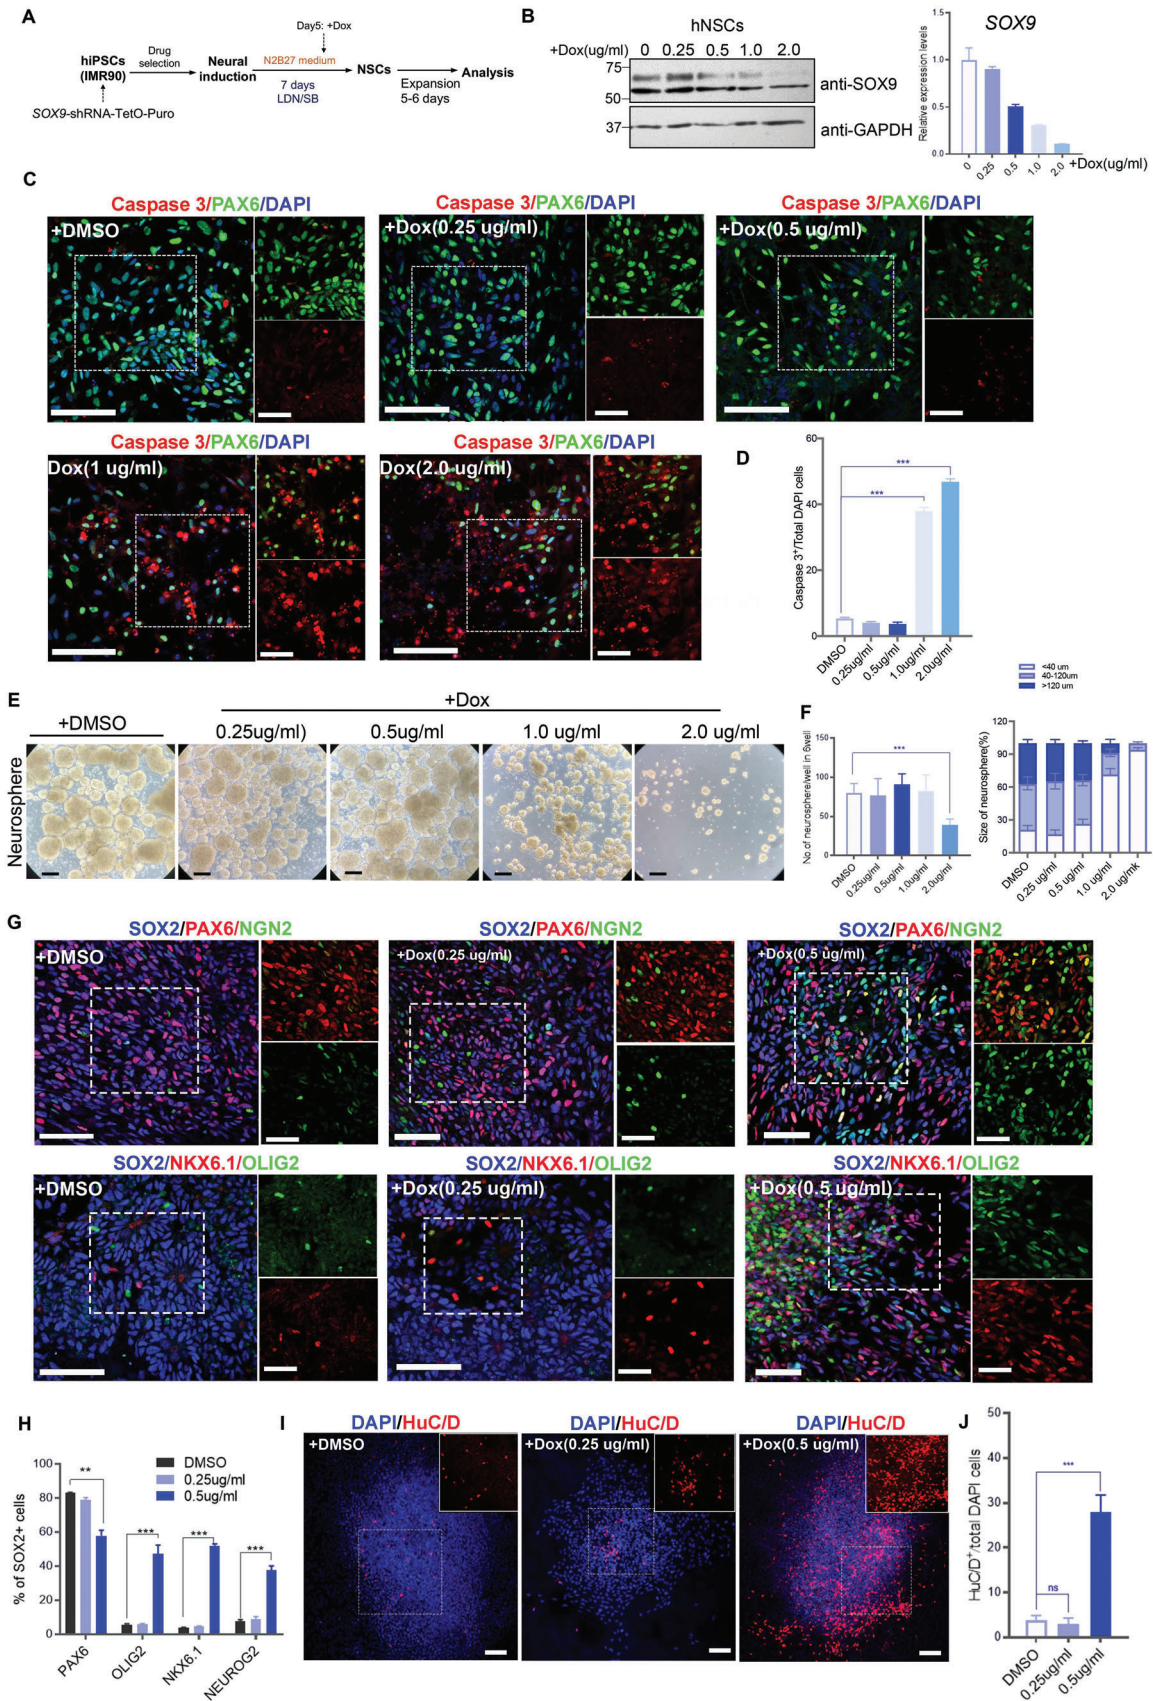 A
Day5: +Dox
hiPSCs
(IMR90)
Drug
selection
Neural
induction
N2B27 medium
7 days
LDN/SB
NSCs
Expansion
5-6 days
Analysis
SOX9-shRNA-TetO-Puro
B
hNSCs
+Dox(ug/ml) 0 0.25 0.5 1.0 2.0
75
50
37
anti-SOX9
anti-GAPDH
SOX9
Relative expression levels
1.5
1.0
0.5
0.0
0 0.25 0.5 1.0 2.0 +Dox(ug/ml)
C
Caspase 3/PAX6/DAPI
+DMSO
Caspase 3/PAX6/DAPI
+Dox(0.25 ug/ml)
Caspase 3/PAX6/DAPI
+Dox(0.5 ug/ml)
Caspase 3/PAX6/DAPI
Dox(1 ug/ml)
Caspase 3/PAX6/DAPI
Dox(2.0 ug/ml)
D
Caspase 3+/Total DAPI cells
60
40
20
0
***
***
DMSO 0.25ug/ml 0.5ug/ml 1.0ug/ml 2.0ug/ml
E
+DMSO
+Dox
0.25ug/ml) 0.5ug/ml 1.0 ug/ml 2.0 ug/ml
Neurosphere
F
<40 um
40-120um
>120 um
No.of neurosphere/well in 6well
150
100
50
0
***
DMSO 0.25ug/ml 0.5ug/ml 1.0ug/ml 2.0ug/ml
Size of neurosphere(%)
120
90
60
30
0
DMSO 0.25 ug/ml 0.5 ug/ml 1.0 ug/ml 2.0 ug/mk
G
SOX2/PAX6/NGN2
+DMSO
SOX2/PAX6/NGN2
+Dox(0.25 ug/ml)
SOX2/PAX6/NGN2
+Dox(0.5 ug/ml)
SOX2/NKX6.1/OLIG2
+DMSO
SOX2/NKX6.1/OLIG2
+Dox(0.25 ug/ml)
SOX2/NKX6.1/OLIG2
+Dox(0.5 ug/ml)
H
% of SOX2+ cells
100
80
60
40
20
0
DMSO
0.25ug/ml
0.5ug/ml
**
***
***
***
PAX6 OLIG2 NKX6.1 NEUROG2
I
DAPI/HuC/D
+DMSO
DAPI/HuC/D
+Dox(0.25 ug/ml)
DAPI/HuC/D
+Dox(0.5 ug/ml)
J
HuC/D+/total DAPI cells
50
40
30
20
10
0
***
ns
DMSO 0.25ug/ml 0.5ug/ml